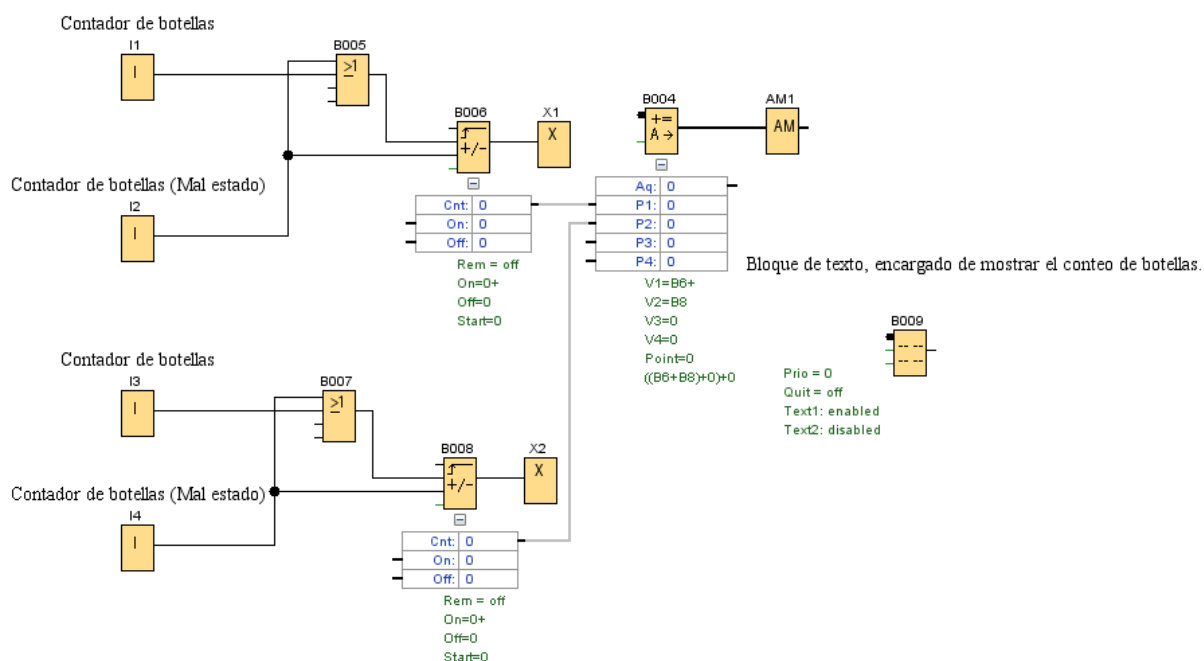 Contador de botellas
I1
I
B005
≥1
B006
+/-
X1
X
B004
+=
A→
AM1
AM
Contador de botellas (Mal estado)
I2
I
Cnt: 0
On: 0
Off: 0
Rem = off
On=0+
Off=0
Start=0
Aq: 0
P1: 0
P2: 0
P3: 0
P4: 0
V1=B6+
V2=B8
V3=0
V4=0
Point=0
((B6+B8)+0)+0
Bloque de texto, encargado de mostrar el conteo de botellas.
B009
Prio = 0
Quit = off
Text1: enabled
Text2: disabled
Contador de botellas
I3
I
B007
≥1
B008
+/-
X2
X
Contador de botellas (Mal estado)
I4
I
Cnt: 0
On: 0
Off: 0
Rem = off
On=0+
Off=0
Start=0